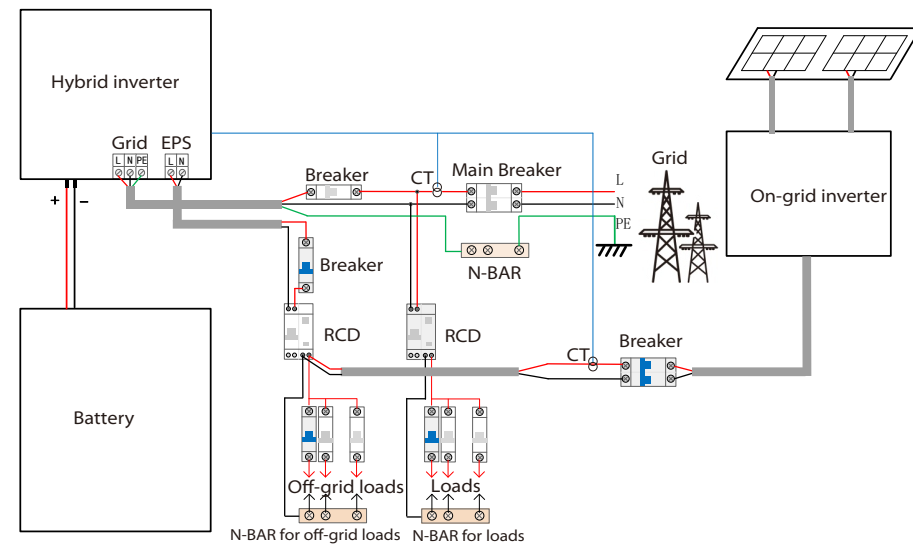 Hybrid inverter
Grid EPS
L N PE L N
+ −
Breaker
CT
Main Breaker
L
N
PE
Grid
On-grid inverter
N-BAR
Breaker
RCD
RCD
CT
Breaker
Battery
Off-grid loads
Loads
N-BAR for off-grid loads
N-BAR for loads